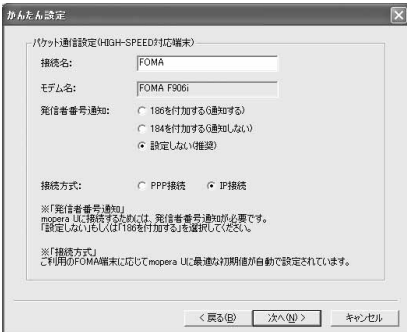 かんたん設定
パケット通信設定(HIGH-SPEED対応端末)
接続名: FOMA
モデム名: FOMA F906i
発信者番号通知: 186を付加する(通知する)
184を付加する(通知しない)
設定しない(推奨)
接続方式: PPP接続 IP接続
※「発信者番号通知」
mopera Uに接続するためには、発信者番号通知が必要です。
「設定しない」もしくは「186を付加する」を選択してください。
※「接続方式」
ご利用のFOMA端末に応じてmopera Uに最適な初期値が自動で設定されています。
< 戻る(B) 次へ(N) > キャンセル